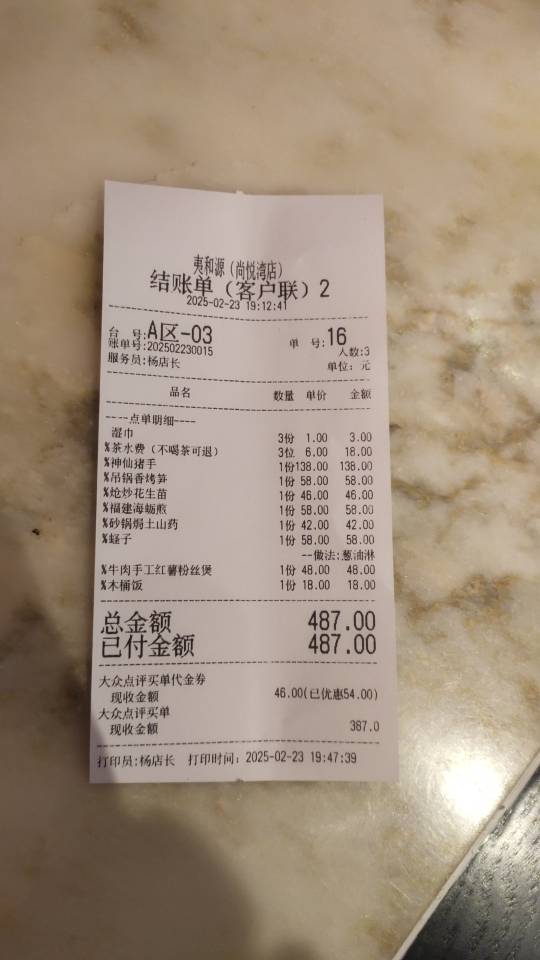 夷和源（尚悦湾店）
结账单（客户联）2
2025-02-23 19:12:41
台 号:A区-03 单 号:16
账单号:202502230015 人数:3
服务员:杨店长 单位: 元
品名 数量 单价 金额
----点单明细----
湿巾 3份 1.00 3.00
%茶水费（不喝茶可退） 3位 6.00 18.00
%神仙猪手 1份138.00 138.00
%吊锅香烤笋 1份 58.00 58.00
%炝炒花生苗 1份 46.00 46.00
%福建海蛎煎 1份 58.00 58.00
%砂锅焗土山药 1份 42.00 42.00
%蛏子 1份 58.00 58.00
--做法:葱油淋
%牛肉手工红薯粉丝煲 1份 48.00 48.00
%木桶饭 1份 18.00 18.00
总金额 487.00
已付金额 487.00
大众点评买单代金券
现收金额 46.00(已优惠54.00)
大众点评买单
现收金额 387.0
打印员:杨店长 打印时间: 2025-02-23 19:47:39